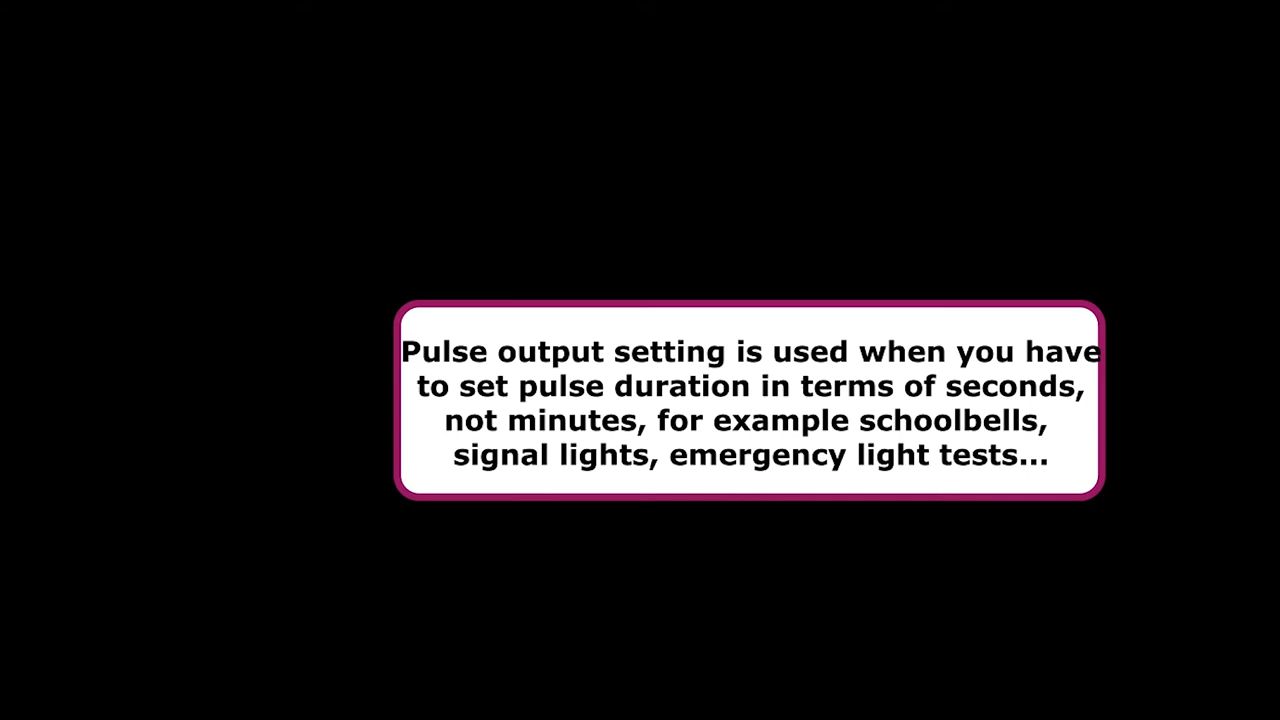 Pulse output setting is used when you have
to set pulse duration in terms of seconds,
not minutes, for example schoolbells,
signal lights, emergency light tests...